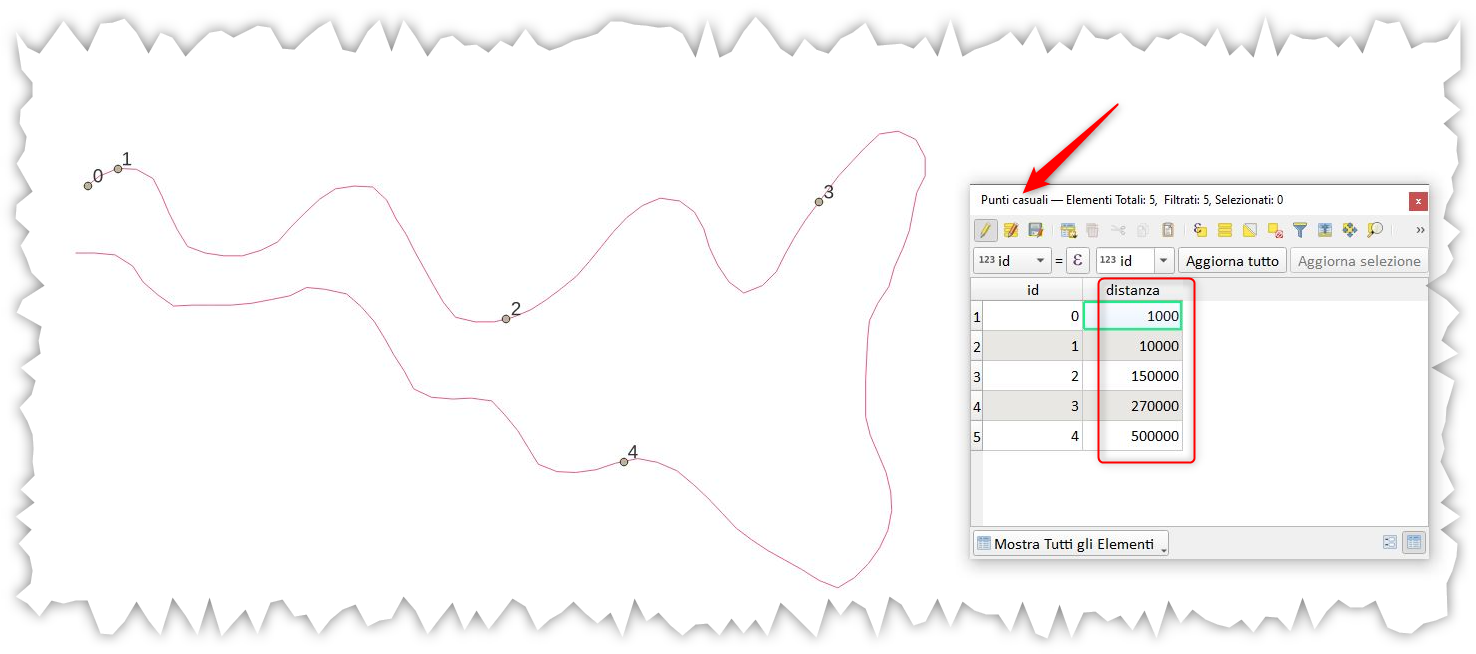 0
1
2
3
4
Punti casuali — Elementi Totali: 5, Filtrati: 5, Selezionati: 0
x
123 id = ε 123 id Aggiorna tutto Aggiorna selezione
id distanza
1 0 1000
2 1 10000
3 2 150000
4 3 270000
5 4 500000
Mostra Tutti gli Elementi